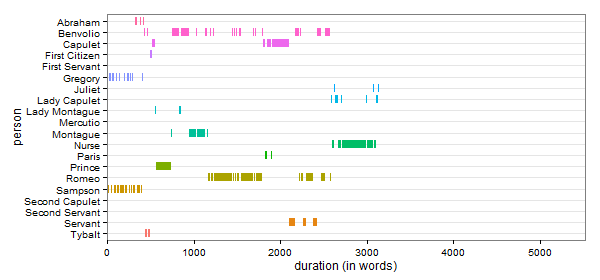 Abraham
Benvolio
Capulet
First Citizen
First Servant
Gregory
Juliet
Lady Capulet
Lady Montague
Mercutio
Montague
Nurse
Paris
Prince
Romeo
Sampson
Second Capulet
Second Servant
Servant
Tybalt
person
0 1000 2000 3000 4000 5000
duration (in words)